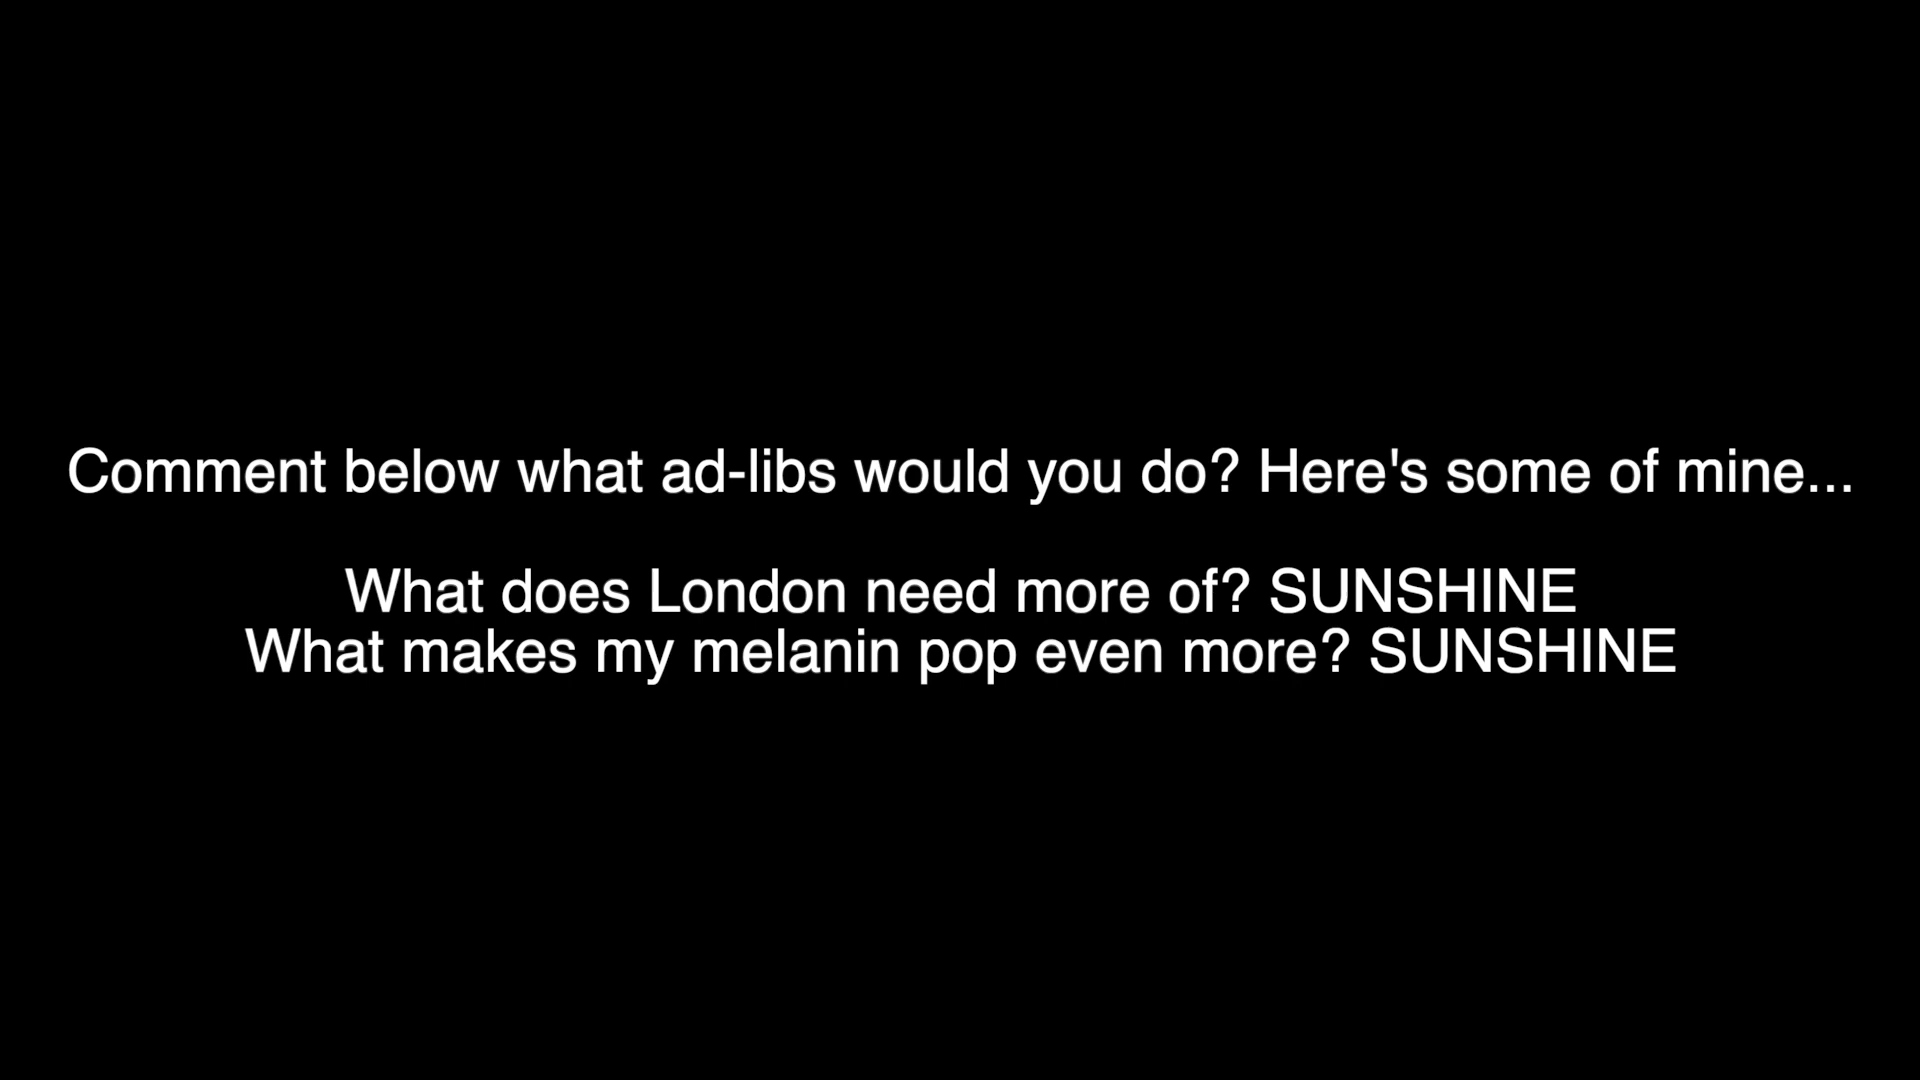 Comment below what ad-libs would you do? Here's some of mine...
What does London need more of? SUNSHINE
What makes my melanin pop even more? SUNSHINE